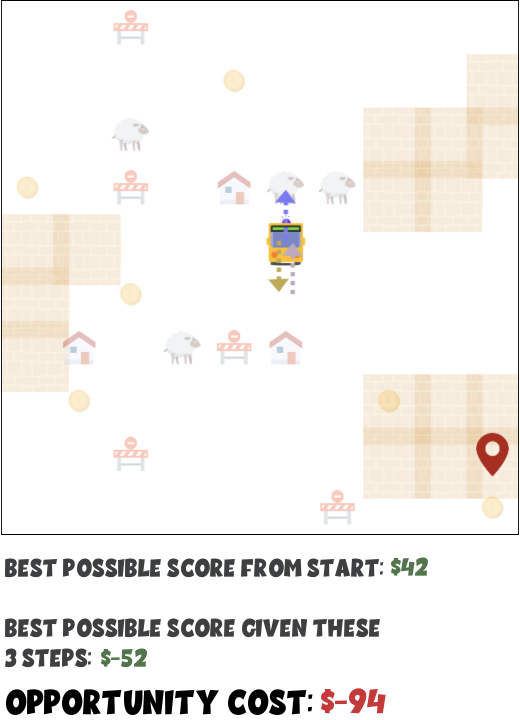 BEST POSSIBLE SCORE FROM START: $42
BEST POSSIBLE SCORE GIVEN THESE
3 STEPS: $-52
OPPORTUNITY COST: $-94